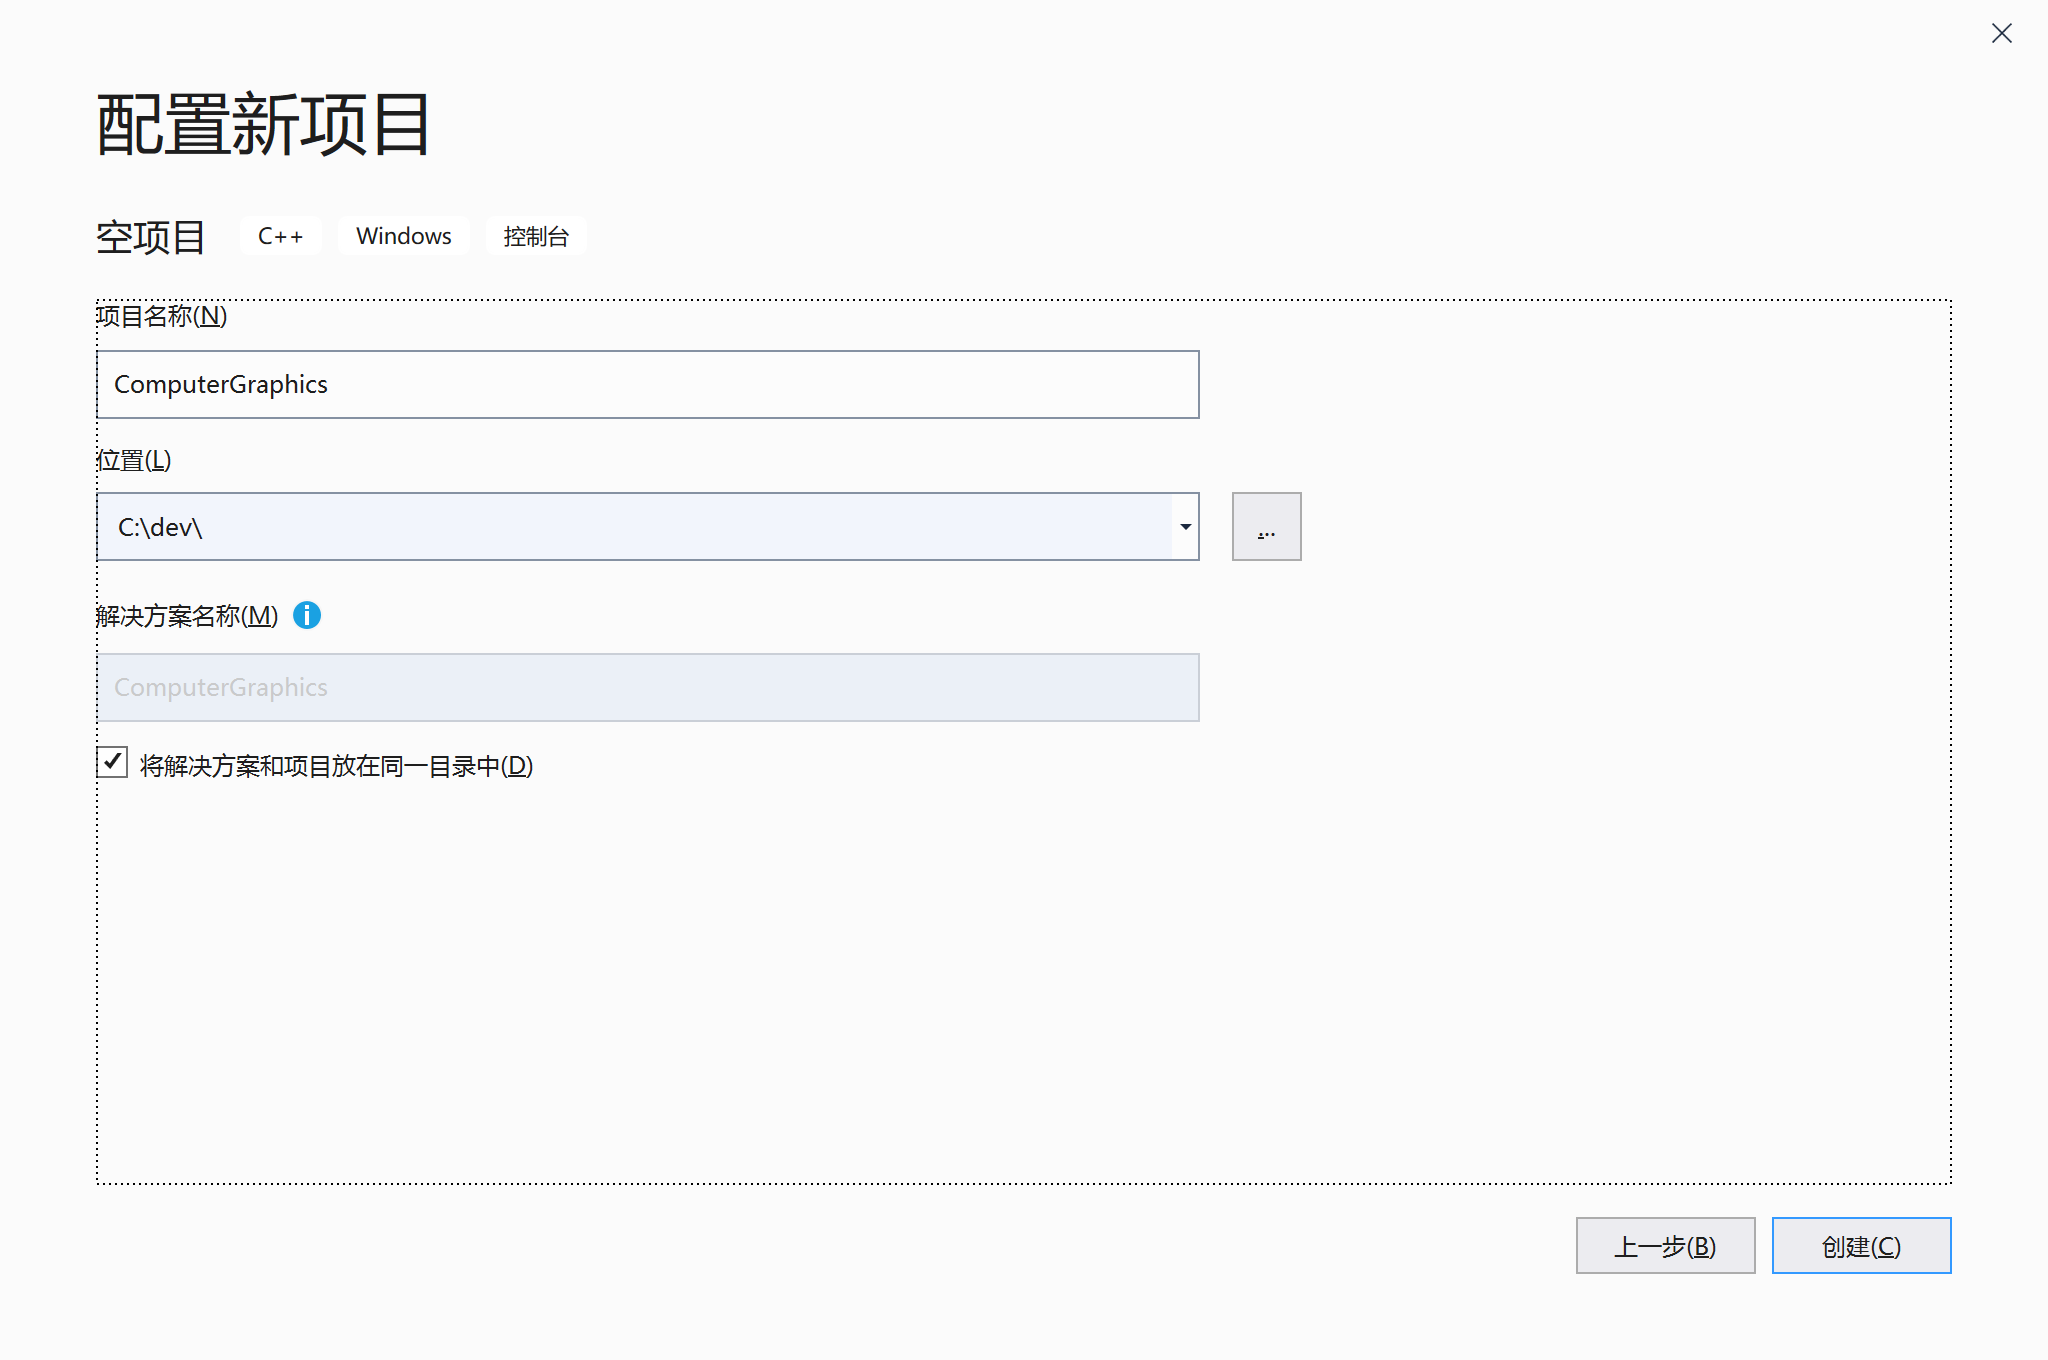 配置新项目
空项目 C++ Windows 控制台
项目名称(N)
ComputerGraphics
位置(L)
C:\dev\
...
解决方案名称(M)
ComputerGraphics
将解决方案和项目放在同一目录中(D)
上一步(B) 创建(C)